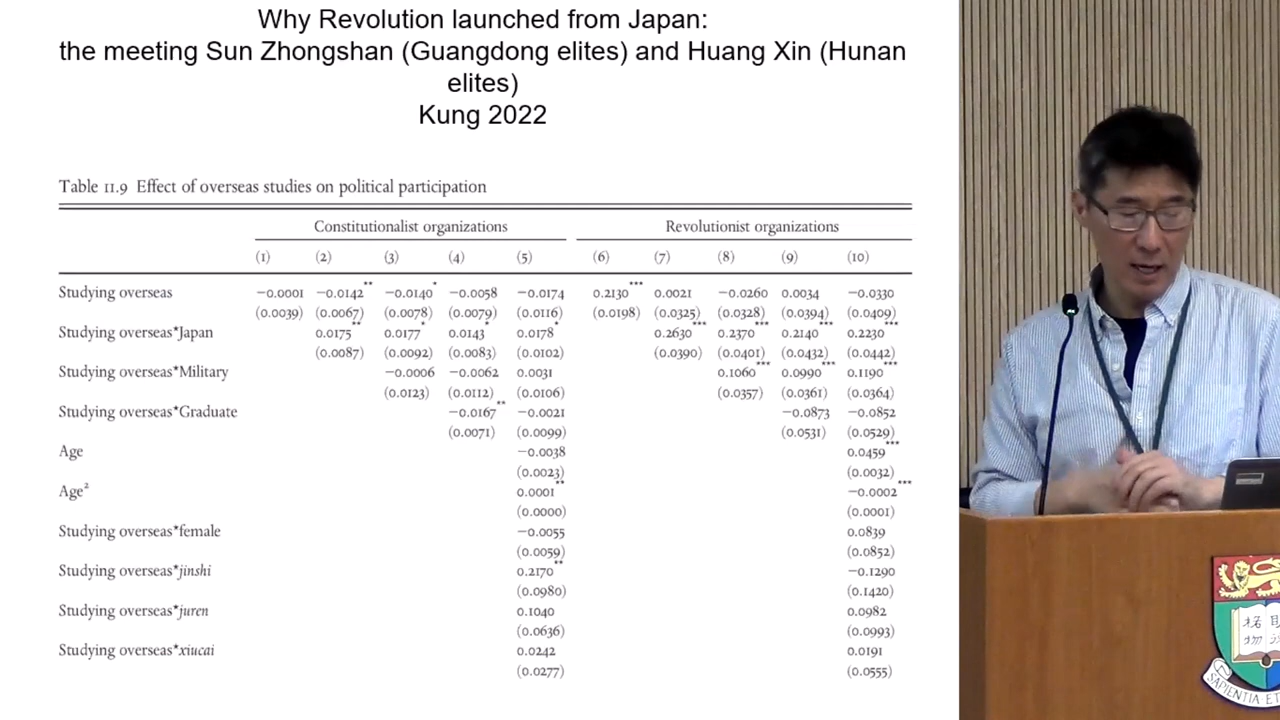 Why Revolution launched from Japan:
the meeting Sun Zhongshan (Guangdong elites) and Huang Xin (Hunan
elites)
Kung 2022
Table 11.9 Effect of overseas studies on political participation
Constitutionalist organizations Revolutionist organizations
(1) (2) (3) (4) (5) (6) (7) (8) (9) (10)
Studying overseas −0.0001 −0.0142** −0.0140* −0.0058 −0.0174 0.2130*** 0.0021 −0.0260 0.0034 −0.0330
(0.0039) (0.0067) (0.0078) (0.0079) (0.0116) (0.0198) (0.0325) (0.0328) (0.0394) (0.0409)
Studying overseas*Japan 0.0175** 0.0177* 0.0143* 0.0178* 0.2630*** 0.2370*** 0.2140*** 0.2230***
(0.0087) (0.0092) (0.0083) (0.0102) (0.0390) (0.0401) (0.0432) (0.0442)
Studying overseas*Military −0.0006 −0.0062 0.0031 0.1060*** 0.0990*** 0.1190***
(0.0123) (0.0112) (0.0106) (0.0357) (0.0361) (0.0364)
Studying overseas*Graduate −0.0167** −0.0021 −0.0873 −0.0852
(0.0071) (0.0099) (0.0531) (0.0529)
Age −0.0038 0.0459***
(0.0023) (0.0032)
Age² 0.0001** −0.0002***
(0.0000) (0.0001)
Studying overseas*female −0.0055 0.0839
(0.0059) (0.0852)
Studying overseas*jinshi 0.2170** −0.1290
(0.0980) (0.1420)
Studying overseas*juren 0.1040 0.0982
(0.0636) (0.0993)
Studying overseas*xiucai 0.0242 0.0191
(0.0277) (0.0555)
SAPIENTIA ET